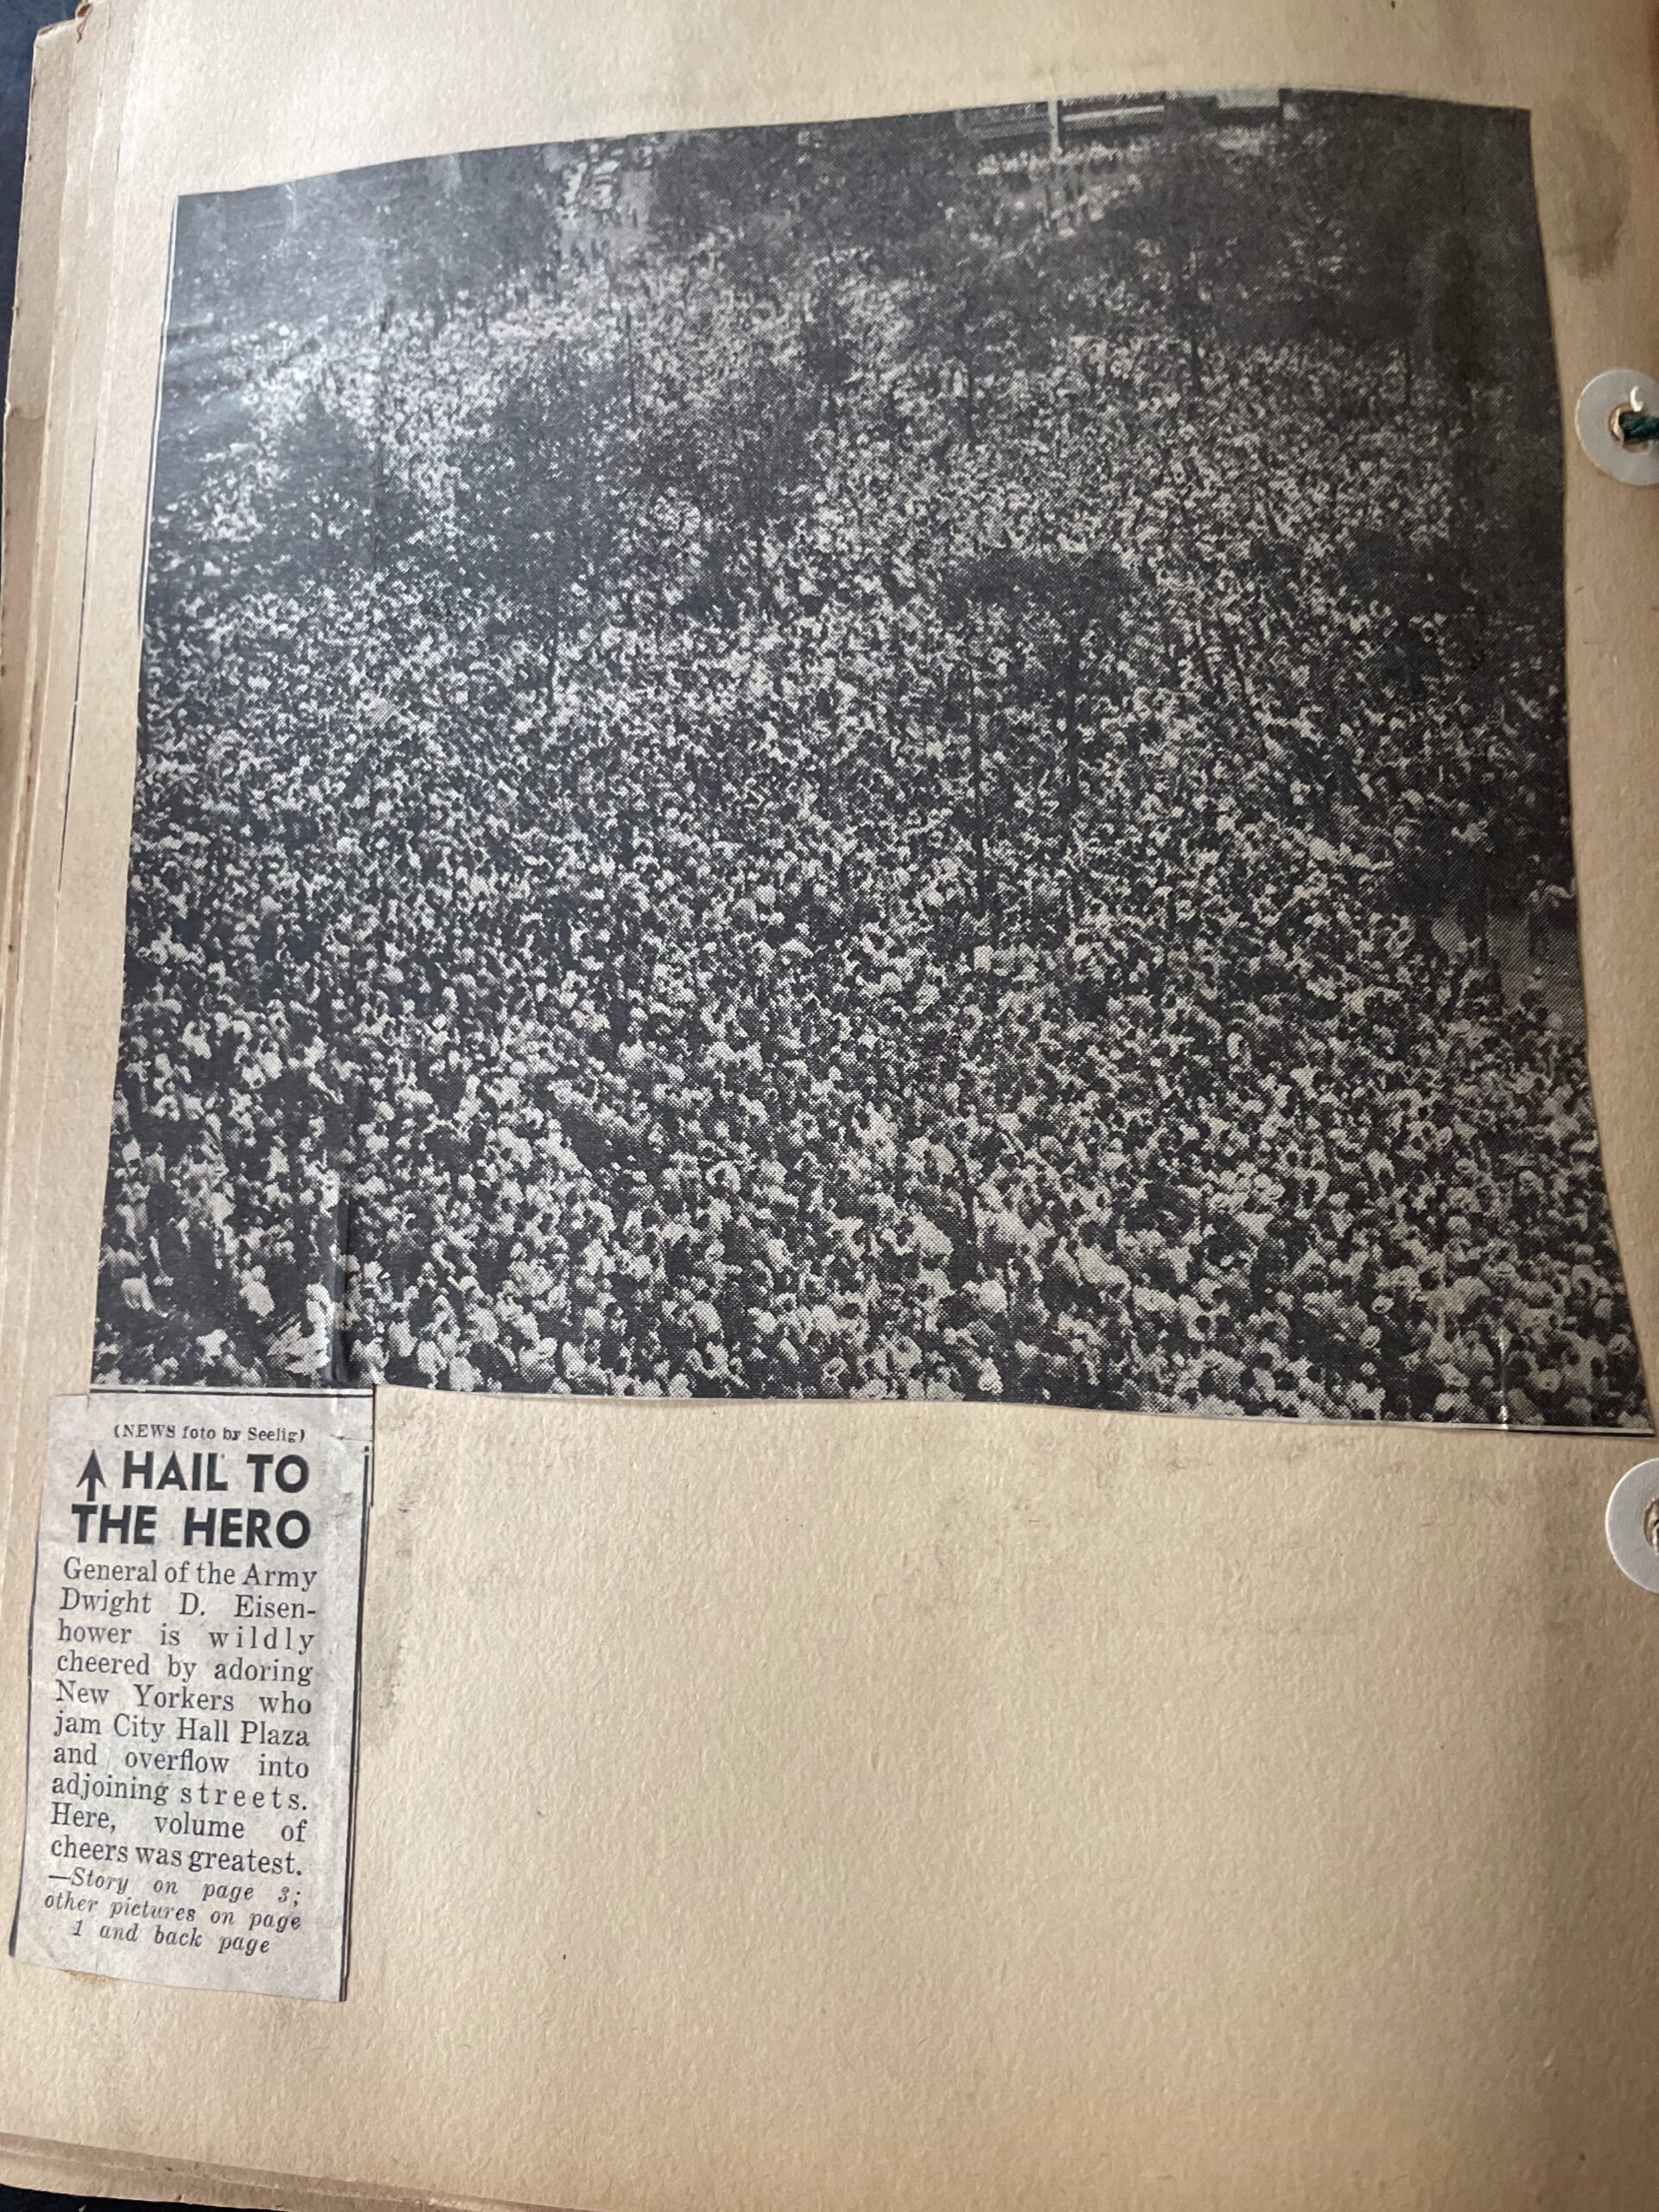 (NEWS foto by Seelig)
HAIL TO
THE HERO
General of the Army
Dwight D. Eisen-
hower is wildly
cheered by adoring
New Yorkers who
jam City Hall Plaza
and overflow into
adjoining streets.
Here, volume of
cheers was greatest.
—Story on page 3;
other pictures on page
1 and back page